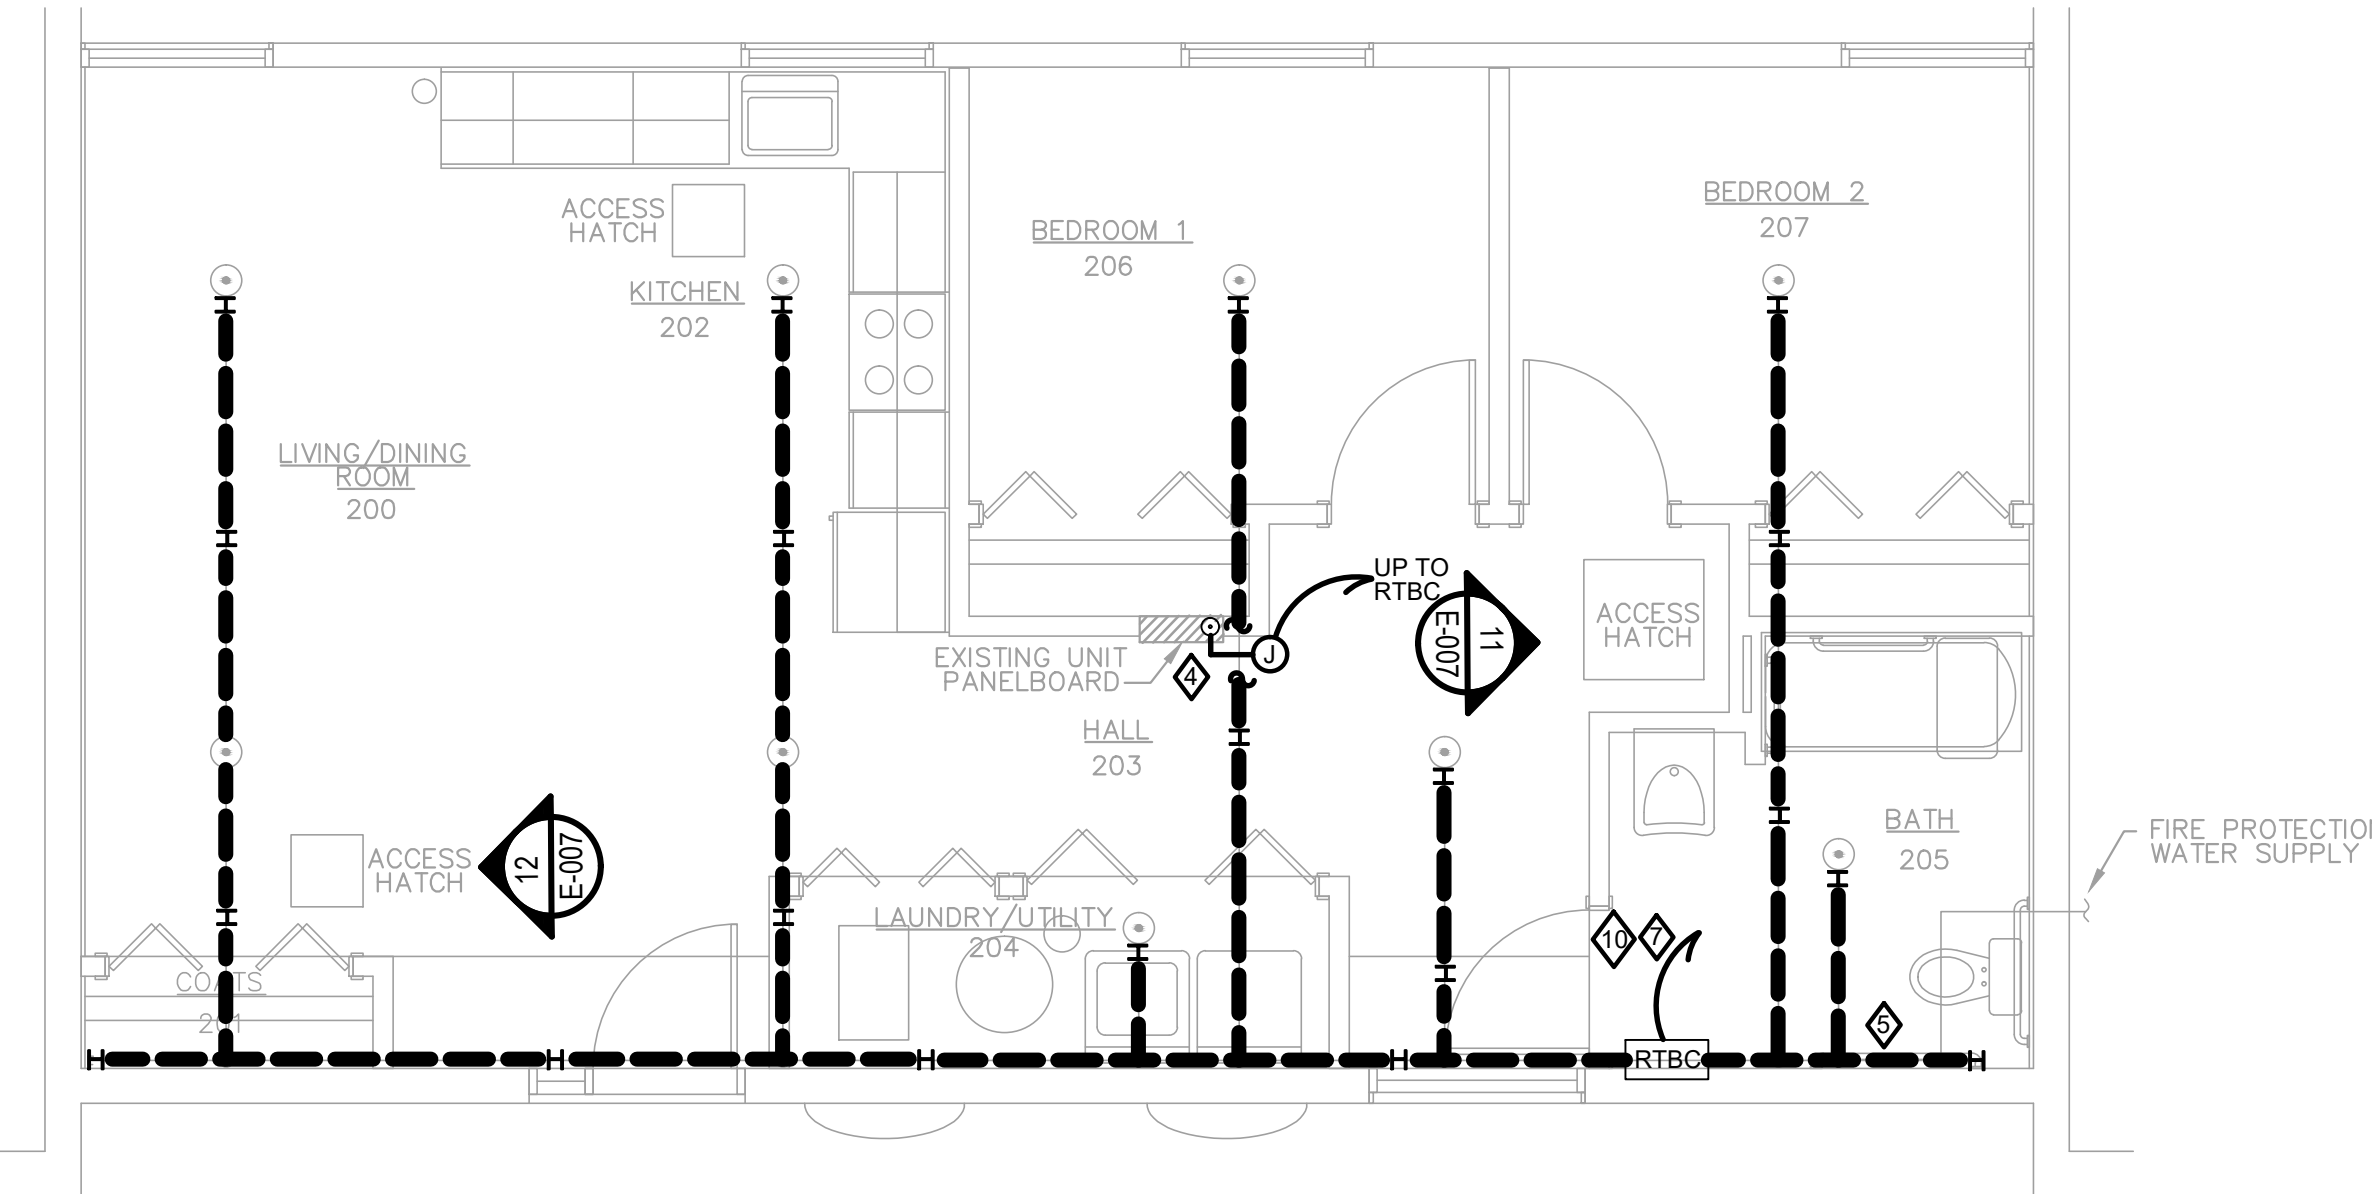 ACCESS
HATCH
KITCHEN
202
BEDROOM 1
206
BEDROOM 2
207
LIVING/DINING
ROOM
200
UP TO
RTBC
J
11
E-007
ACCESS
HATCH
EXISTING UNIT
PANELBOARD
4
HALL
203
BATH
205
FIRE PROTECTIO
WATER SUPPLY
ACCESS
HATCH
12
E-007
LAUNDRY/UTILITY
204
10
7
COATS
201
5
RTBC